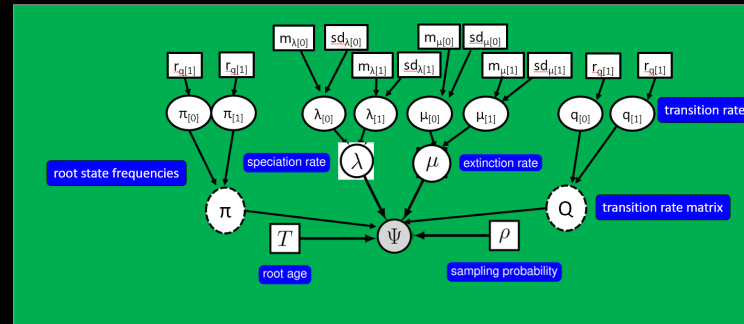 m_λ[0] sd_λ[0] m_μ[0] sd_μ[0]
r_q[1] r_q[1] m_λ[1] sd_λ[1] m_μ[1] sd_μ[1] r_q[1] r_q[1]
π[0] π[1] λ[0] λ[1] μ[0] μ[1] q[0] q[1] transition rate
speciation rate λ μ extinction rate
root state frequencies
π Q transition rate matrix
T Ψ ρ
root age sampling probability